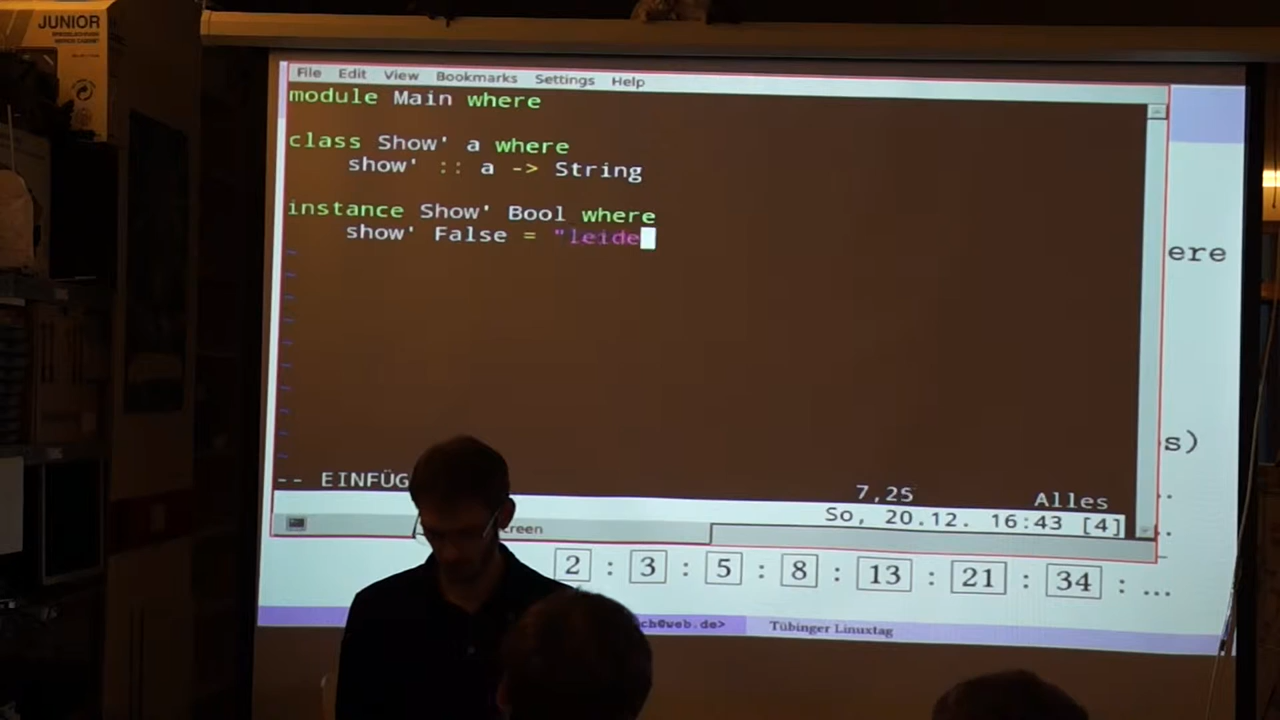 JUNIOR
File Edit View Bookmarks Settings Help
module Main where
class Show' a where
show' :: a -> String
instance Show' Bool where
show' False = "leide
ere
s)
-- EINFÜG
7,25 Alles
So, 20.12. 16:43 [4]
creen
2 : 3 : 5 : 8 : 13 : 21 : 34 : ...
ch@web.de> Tübinger Linuxtag